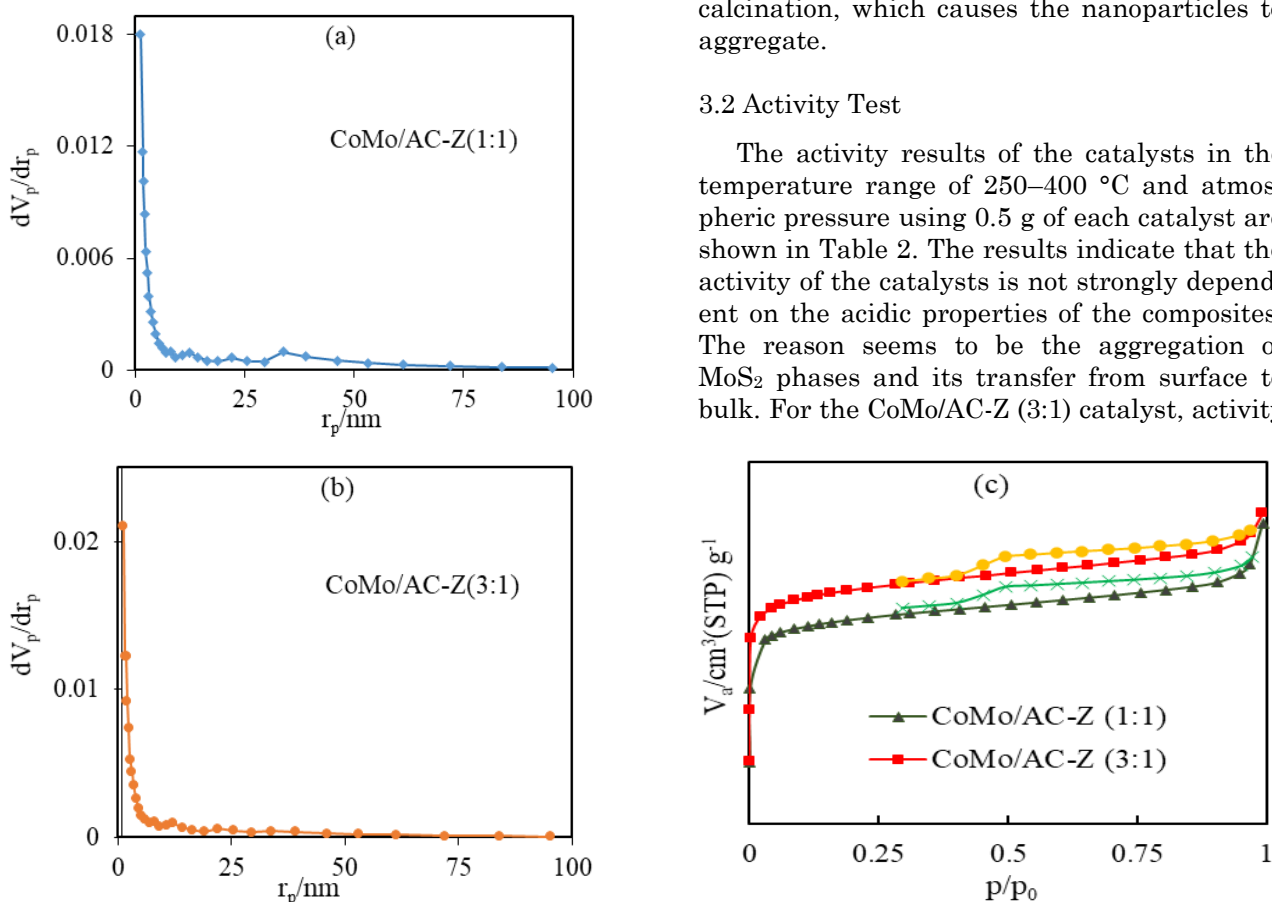 (a)
0.018
0.012
0.006
0
dVp/drp
CoMo/AC-Z(1:1)
0 25 50 75 100
rp/nm
(b)
0.02
0.01
0
dVp/drp
CoMo/AC-Z(3:1)
0 25 50 75 100
rp/nm
calcination, which causes the nanoparticles
aggregate.
3.2 Activity Test
The activity results of the catalysts in the
temperature range of 250–400 °C and atmos
pheric pressure using 0.5 g of each catalyst are
shown in Table 2. The results indicate that the
activity of the catalysts is not strongly depend
ent on the acidic properties of the composites
The reason seems to be the aggregation
MoS₂ phases and its transfer from surface
bulk. For the CoMo/AC-Z (3:1) catalyst, activity
(c)
Va/cm³(STP) g⁻¹
CoMo/AC-Z (1:1)
CoMo/AC-Z (3:1)
0 0.25 0.5 0.75 1
p/p₀